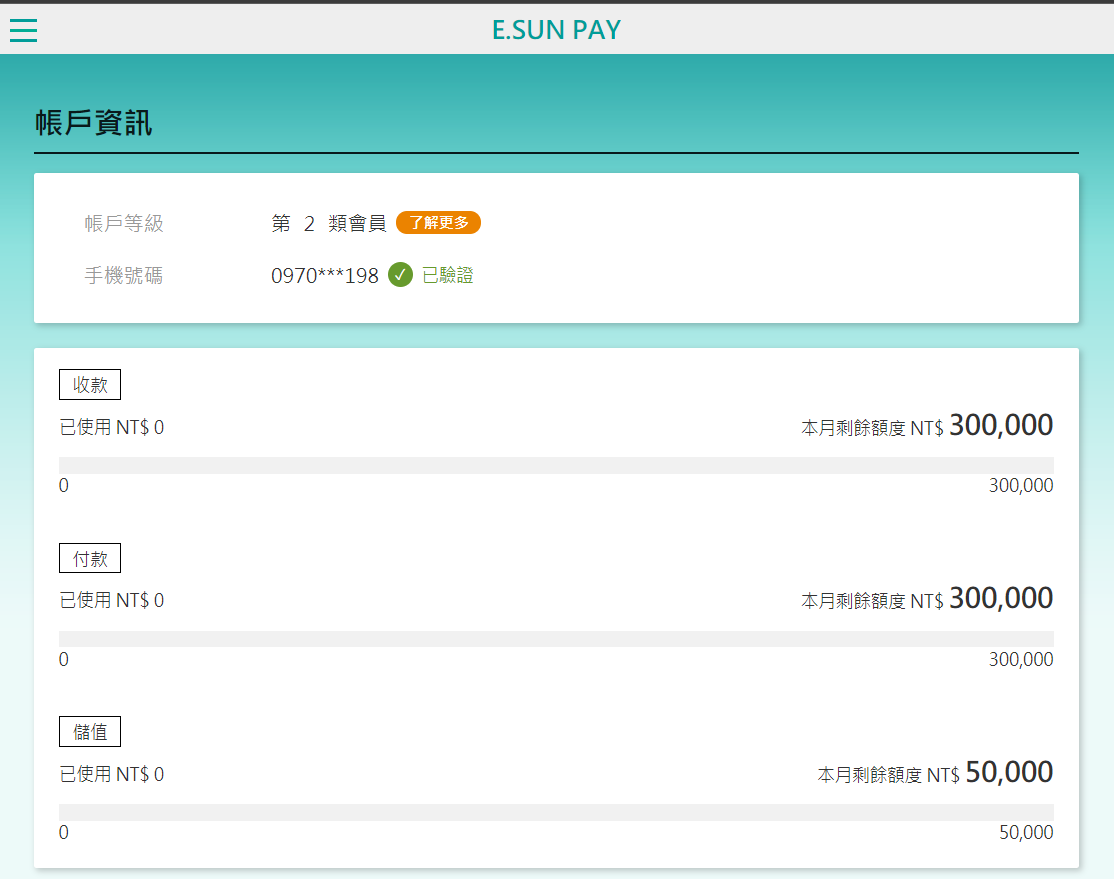 E.SUN PAY
帳戶資訊
帳戶等級 第 2 類會員 了解更多
手機號碼 0970***198 已驗證
收款
已使用 NT$ 0 本月剩餘額度 NT$ 300,000
0 300,000
付款
已使用 NT$ 0 本月剩餘額度 NT$ 300,000
0 300,000
儲值
已使用 NT$ 0 本月剩餘額度 NT$ 50,000
0 50,000